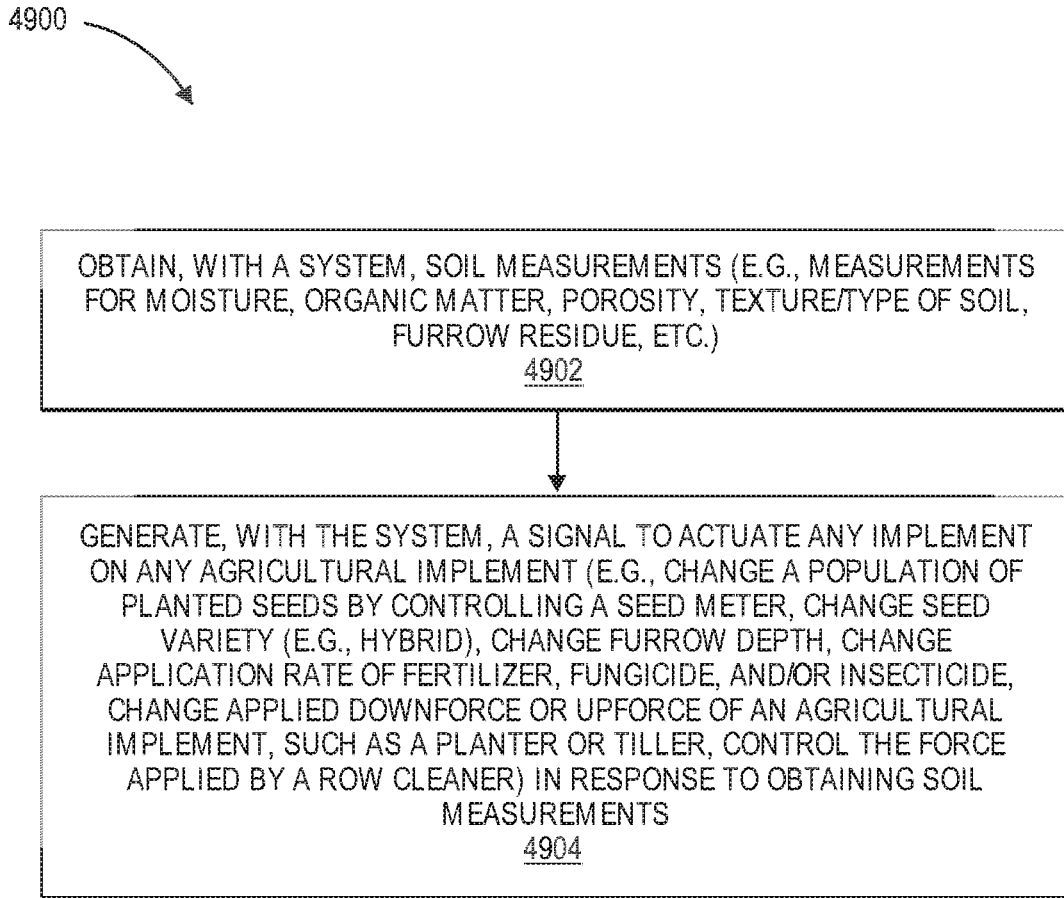 4900
OBTAIN, WITH A SYSTEM, SOIL MEASUREMENTS (E.G., MEASUREMENTS
FOR MOISTURE, ORGANIC MATTER, POROSITY, TEXTURE/TYPE OF SOIL,
FURROW RESIDUE, ETC.)
4902
GENERATE, WITH THE SYSTEM, A SIGNAL TO ACTUATE ANY IMPLEMENT
ON ANY AGRICULTURAL IMPLEMENT (E.G., CHANGE A POPULATION OF
PLANTED SEEDS BY CONTROLLING A SEED METER, CHANGE SEED
VARIETY (E.G., HYBRID), CHANGE FURROW DEPTH, CHANGE
APPLICATION RATE OF FERTILIZER, FUNGICIDE, AND/OR INSECTICIDE,
CHANGE APPLIED DOWNFORCE OR UPFORCE OF AN AGRICULTURAL
IMPLEMENT, SUCH AS A PLANTER OR TILLER, CONTROL THE FORCE
APPLIED BY A ROW CLEANER) IN RESPONSE TO OBTAINING SOIL
MEASUREMENTS
4904